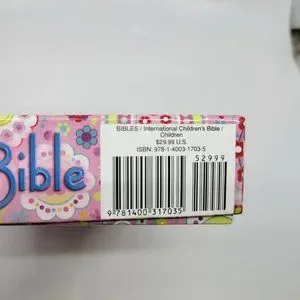 BIBLES / International Children's Bible /
Children
$29.99 U.S.
ISBN: 978-1-4003-1703-5
52999
Bible
9 781400 317035